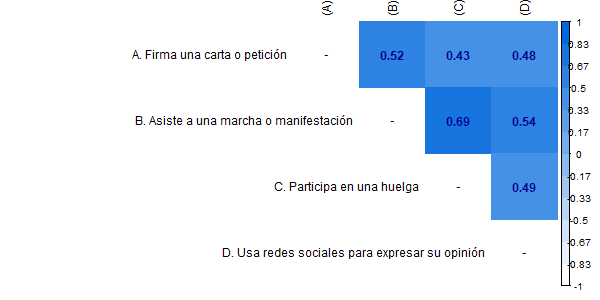 (A) (B) (C) (D)
A. Firma una carta o petición - 0.52 0.43 0.48
B. Asiste a una marcha o manifestación - 0.69 0.54
C. Participa en una huelga - 0.49
D. Usa redes sociales para expresar su opinión -
1
0.83
0.67
0.5
0.33
0.17
0
-0.17
-0.33
-0.5
-0.67
-0.83
-1